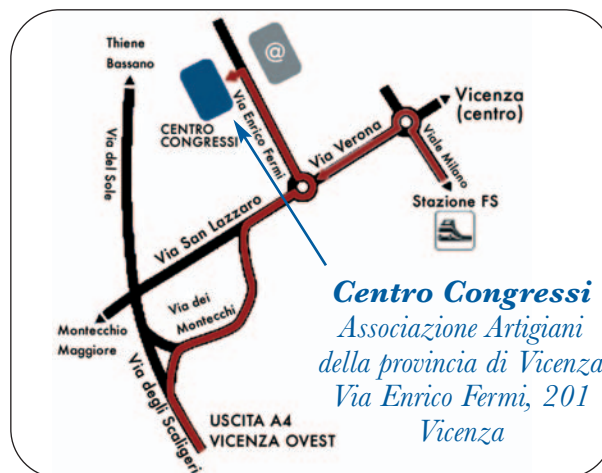 Thiene
Bassano
@
Via Enrico Fermi
CENTRO
CONGRESSI
Via del Sole
Via Verona
Vicenza
(centro)
Viale Milano
Stazione FS
Via San Lazzaro
Via dei
Montecchi
Montecchio
Maggiore
Via degli Scaligeri
USCITA A4
VICENZA OVEST
Centro Congressi
Associazione Artigiani
della provincia di Vicenza
Via Enrico Fermi, 201
Vicenza